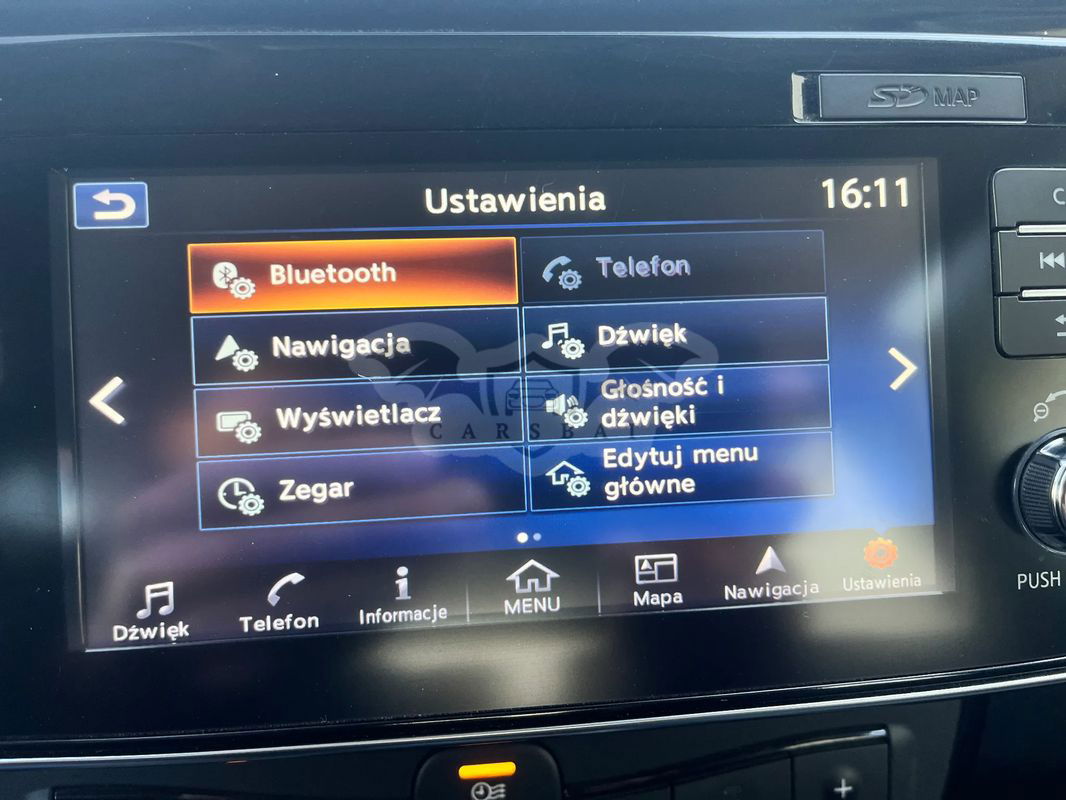 SD MAP
Ustawienia
16:11
Bluetooth
Telefon
Nawigacja
Dźwięk
Wyświetlacz
Głośność i
dźwięki
Zegar
Edytuj menu
główne
CARSBAT
Dźwięk
Telefon
Informacje
MENU
Mapa
Nawigacja
Ustawienia
PUSH